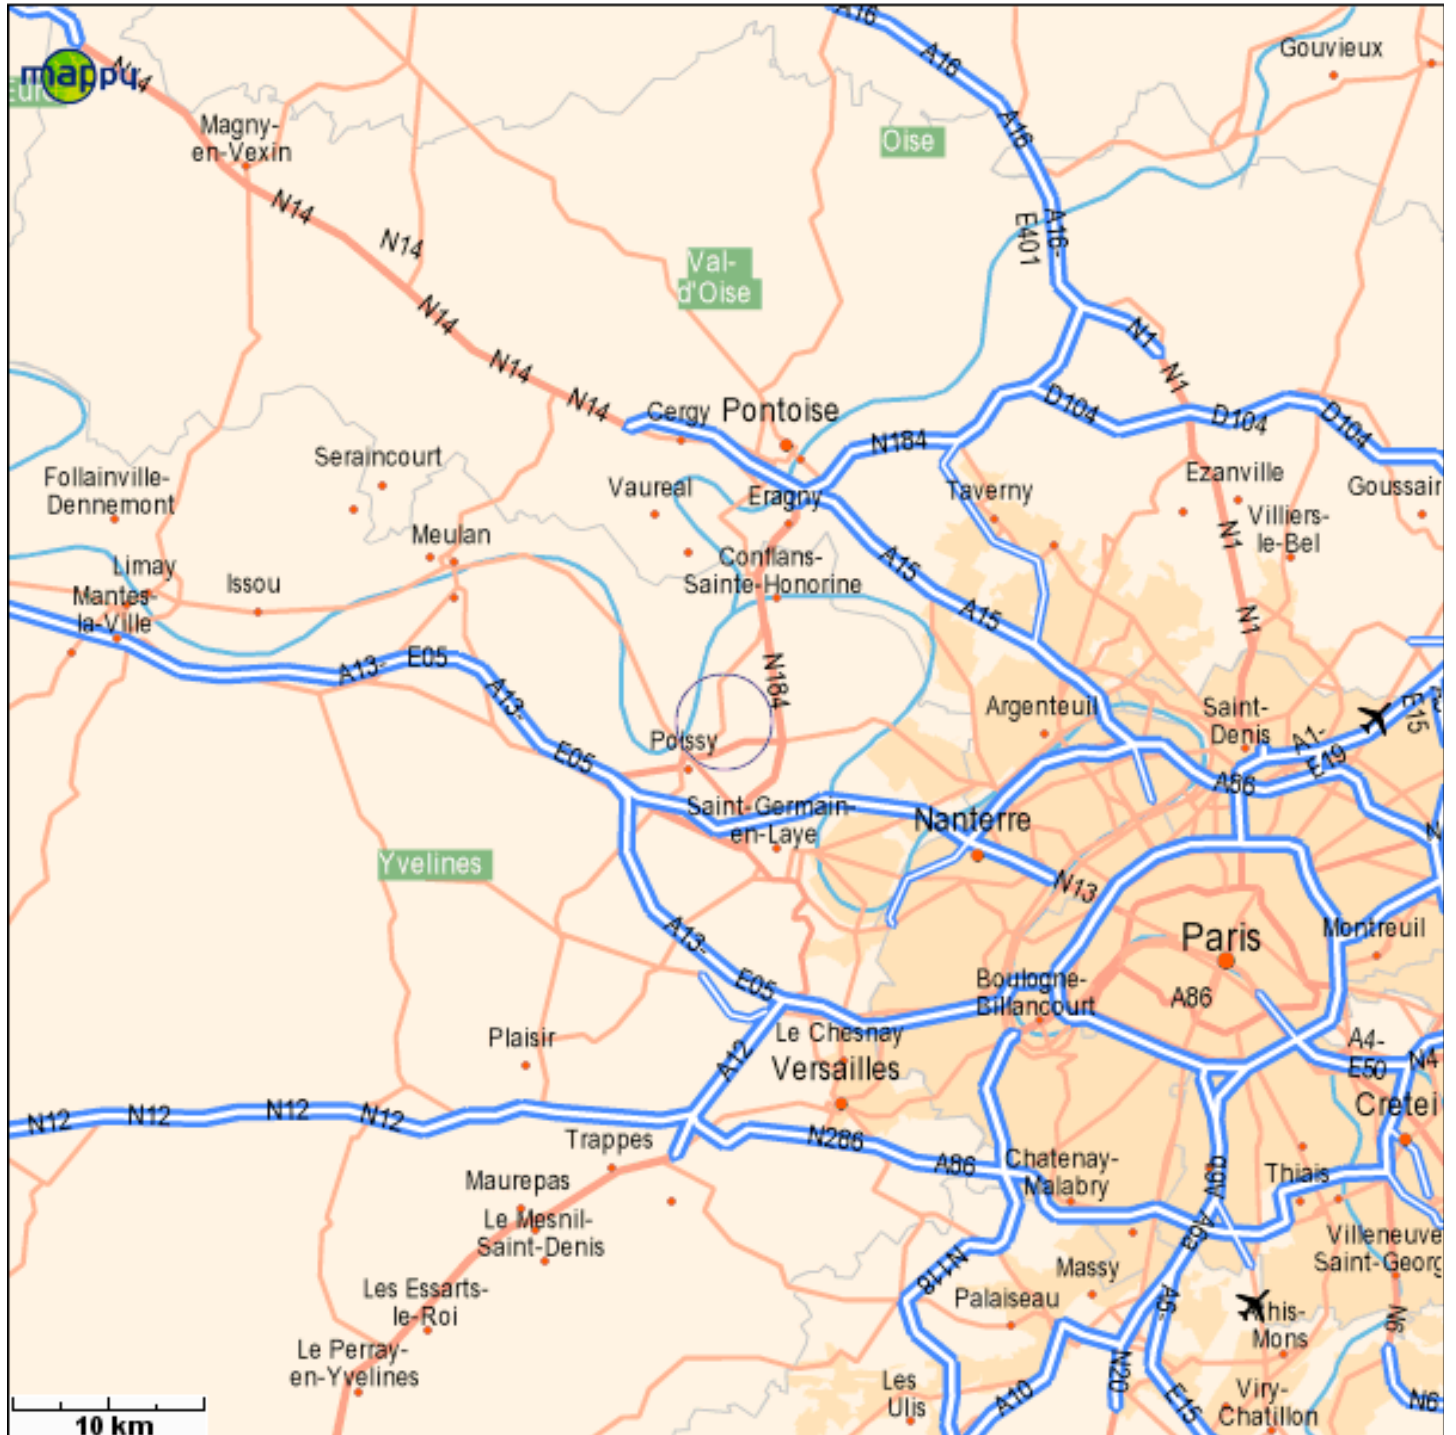 A16
Gouvieux
A16
mappy
N14
Eure
Magny-
en-Vexin
A16
Oise
N14
N14
A16-
E401
Val-
d'Oise
N14
N1
N14
N1
N14
Cergy
Pontoise
D104
D104
D104
N184
Seraincourt
Follainville-
Dennemont
Vaureal
Eragny
Taverny
Ezanville
Goussain
Villiers-
le-Bel
N1
Meulan
Limay
Issou
Conflans-
Sainte-Honorine
A15
Mantes-
la-Ville
A15
N1
A13-
E05
A13-
N184
Argenteuil
Saint-
Denis
E15
Poissy
A1-
E19
E05
A86
Saint-Germain-
en-Laye
Nanterre
Yvelines
N13
A13-
Paris
Montreuil
E05
Boulogne-
Billancourt
A86
Plaisir
Le Chesnay
A12
Versailles
A4-
E50
N4
Cretei
N12
N12
N12
N12
Trappes
N286
A86
Chatenay-
Malabry
A6b
Thiais
Maurepas
Le Mesnil-
Saint-Denis
A6a
Villeneuve
Saint-Georg
N118
Massy
Les Essarts-
le-Roi
Palaiseau
A6-
Athis-
Mons
N6
Le Perray-
en-Yvelines
N20
Les
Ulis
A10
E15
Viry-
Chatillon
N6
10 km